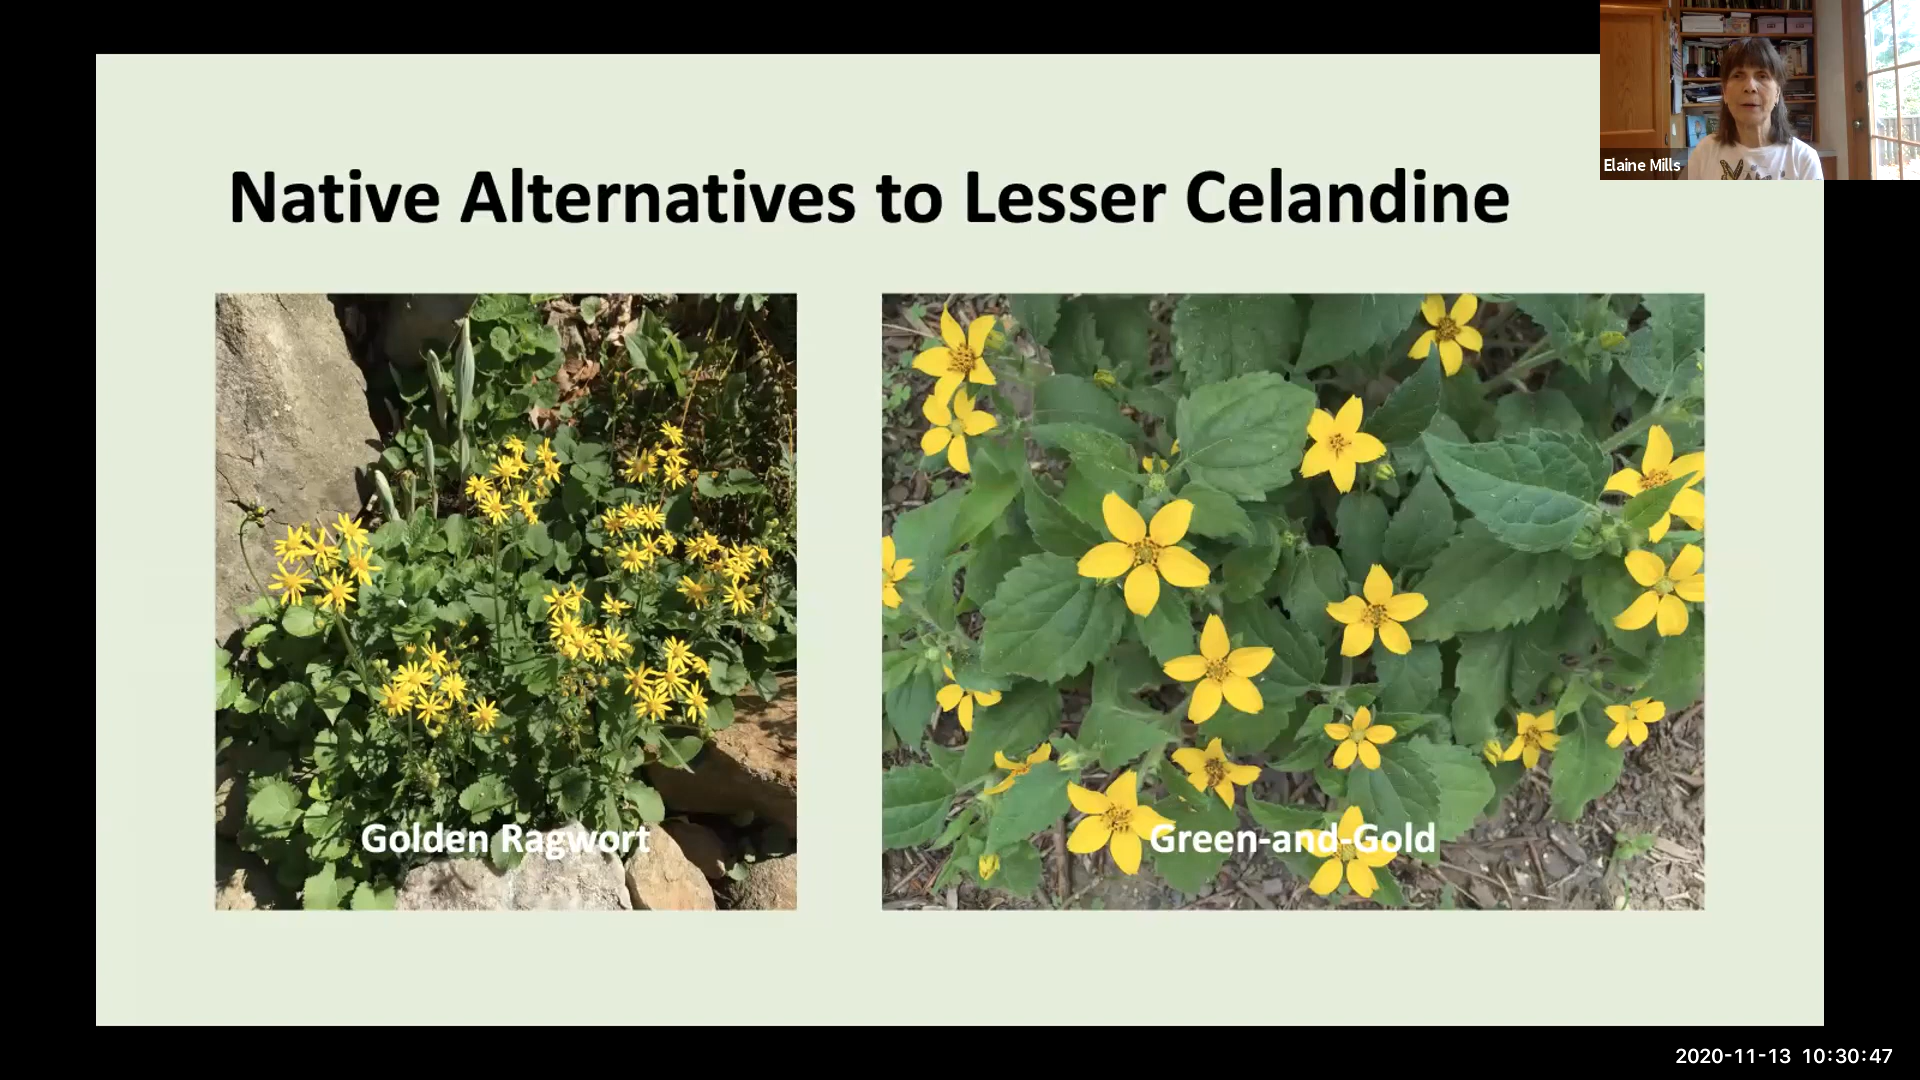 Elaine Mills
Native Alternatives to Lesser Celandine
Golden Ragwort
Green-and-Gold
2020-11-13 10:30:47